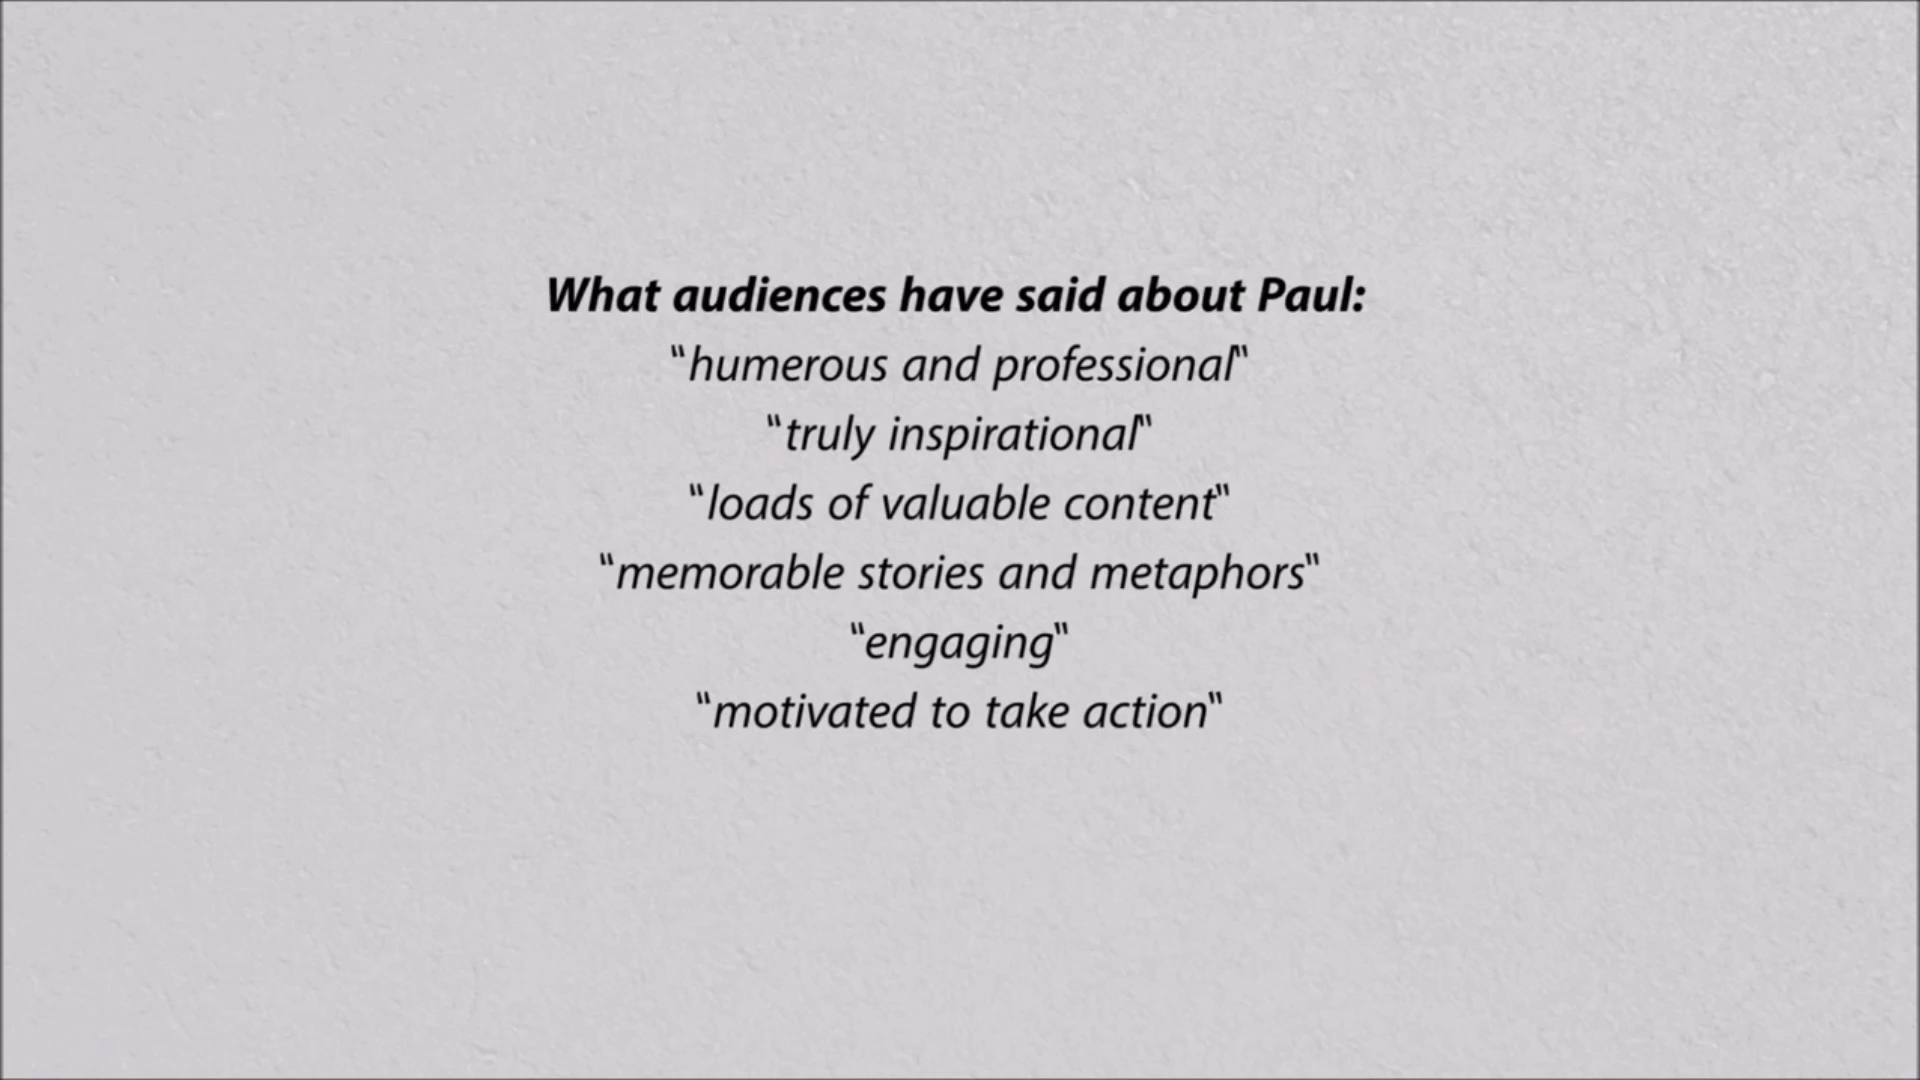 What audiences have said about Paul:
"humerous and professional"
"truly inspirational"
"loads of valuable content"
"memorable stories and metaphors"
"engaging"
"motivated to take action"